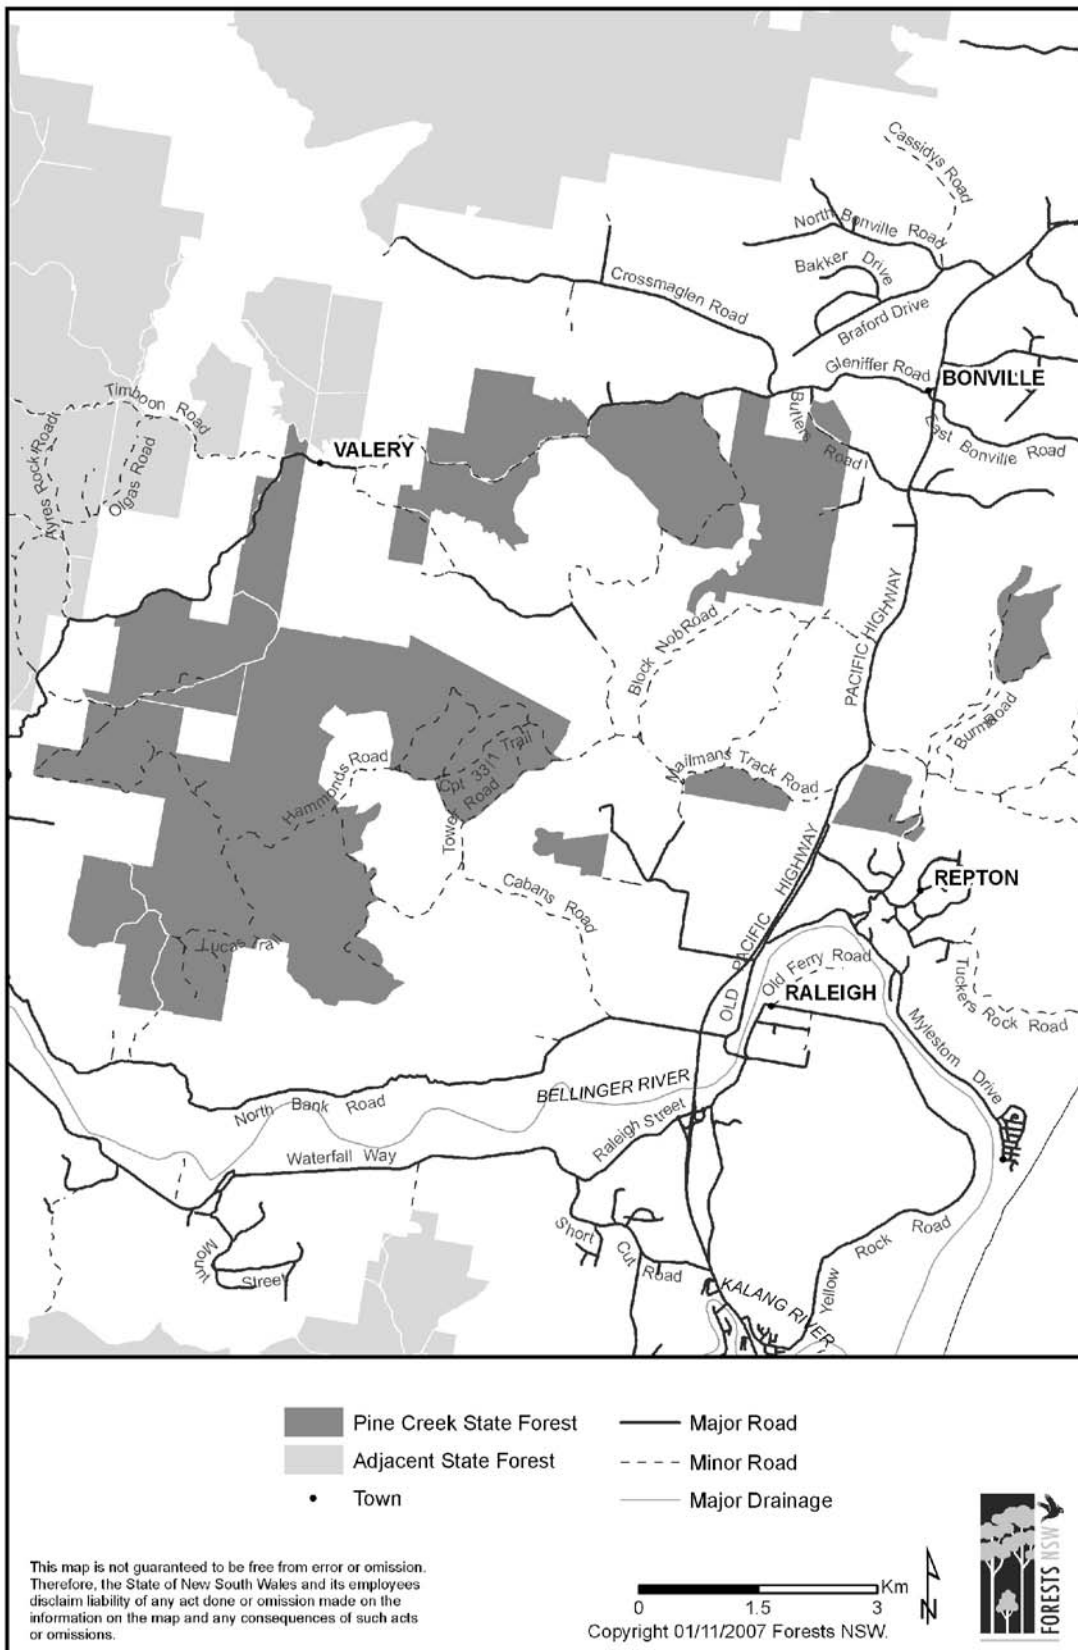 Cassidys Road
North Bonville Road
Bakker Drive
Crossmaglen Road
Braford Drive
Gleniffer Road
BONVILLE
Timboon Road
Butlers Road
East Bonville Road
VALERY
Ayres Rock Road
Olgas Road
PACIFIC HIGHWAY
Block Nob Road
Burma Road
Mailmans Track Road
Cpt 33/1 Trail
Hammonds Road
Tower Road
OLD PACIFIC HIGHWAY
REPTON
Cabans Road
Lucas Trail
Old Ferry Road
RALEIGH
Tuckers Rock Road
Mylestom Drive
BELLINGER RIVER
North Bank Road
Raleigh Street
Waterfall Way
Short Cut Road
Yellow Rock Road
Mount Street
KALANG RIVER
Pine Creek State Forest
Adjacent State Forest
Town
Major Road
Minor Road
Major Drainage
This map is not guaranteed to be free from error or omission.
Therefore, the State of New South Wales and its employees
disclaim liability of any act done or omission made on the
information on the map and any consequences of such acts
or omissions.
Km
0 1.5 3
N
Copyright 01/11/2007 Forests NSW.
FORESTS NSW